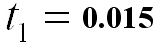 t₁ = 0.015